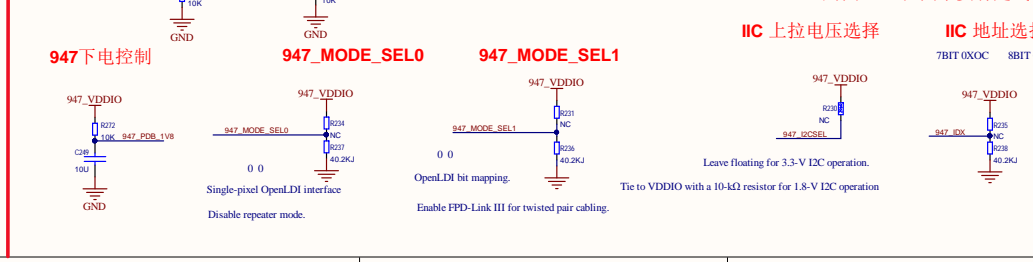 10K
10K
GND
GND
947下电控制
947_MODE_SEL0
947_MODE_SEL1
IIC 上拉电压选择
IIC 地址选
7BIT 0XOC 8BIT
947_VDDIO
R272
10K
947_PDB_1V8
C249
10U
GND
947_VDDIO
R234
NC
947_MODE_SEL0
R237
40.2KJ
0 0
Single-pixel OpenLDI interface
Disable repeater mode.
947_VDDIO
R231
NC
947_MODE_SEL1
R236
40.2KJ
0 0
OpenLDI bit mapping.
Enable FPD-Link III for twisted pair cabling.
947_VDDIO
R230
NC
947_I2CSEL
Leave floating for 3.3-V I2C operation.
Tie to VDDIO with a 10-kΩ resistor for 1.8-V I2C operation
947_VDDIO
R235
NC
947_IDX
R238
40.2KJ